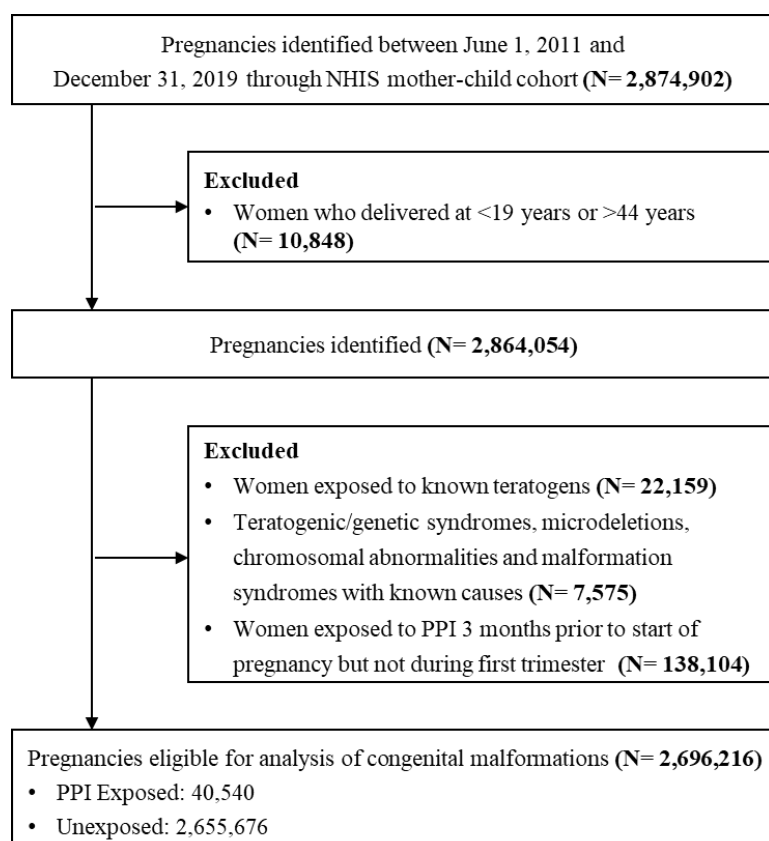 Pregnancies identified between June 1, 2011 and
December 31, 2019 through NHIS mother-child cohort (N= 2,874,902)
Excluded
• Women who delivered at <19 years or >44 years
(N= 10,848)
Pregnancies identified (N= 2,864,054)
Excluded
• Women exposed to known teratogens (N= 22,159)
• Teratogenic/genetic syndromes, microdeletions,
chromosomal abnormalities and malformation
syndromes with known causes (N= 7,575)
• Women exposed to PPI 3 months prior to start of
pregnancy but not during first trimester (N= 138,104)
Pregnancies eligible for analysis of congenital malformations (N= 2,696,216)
• PPI Exposed: 40,540
• Unexposed: 2,655,676